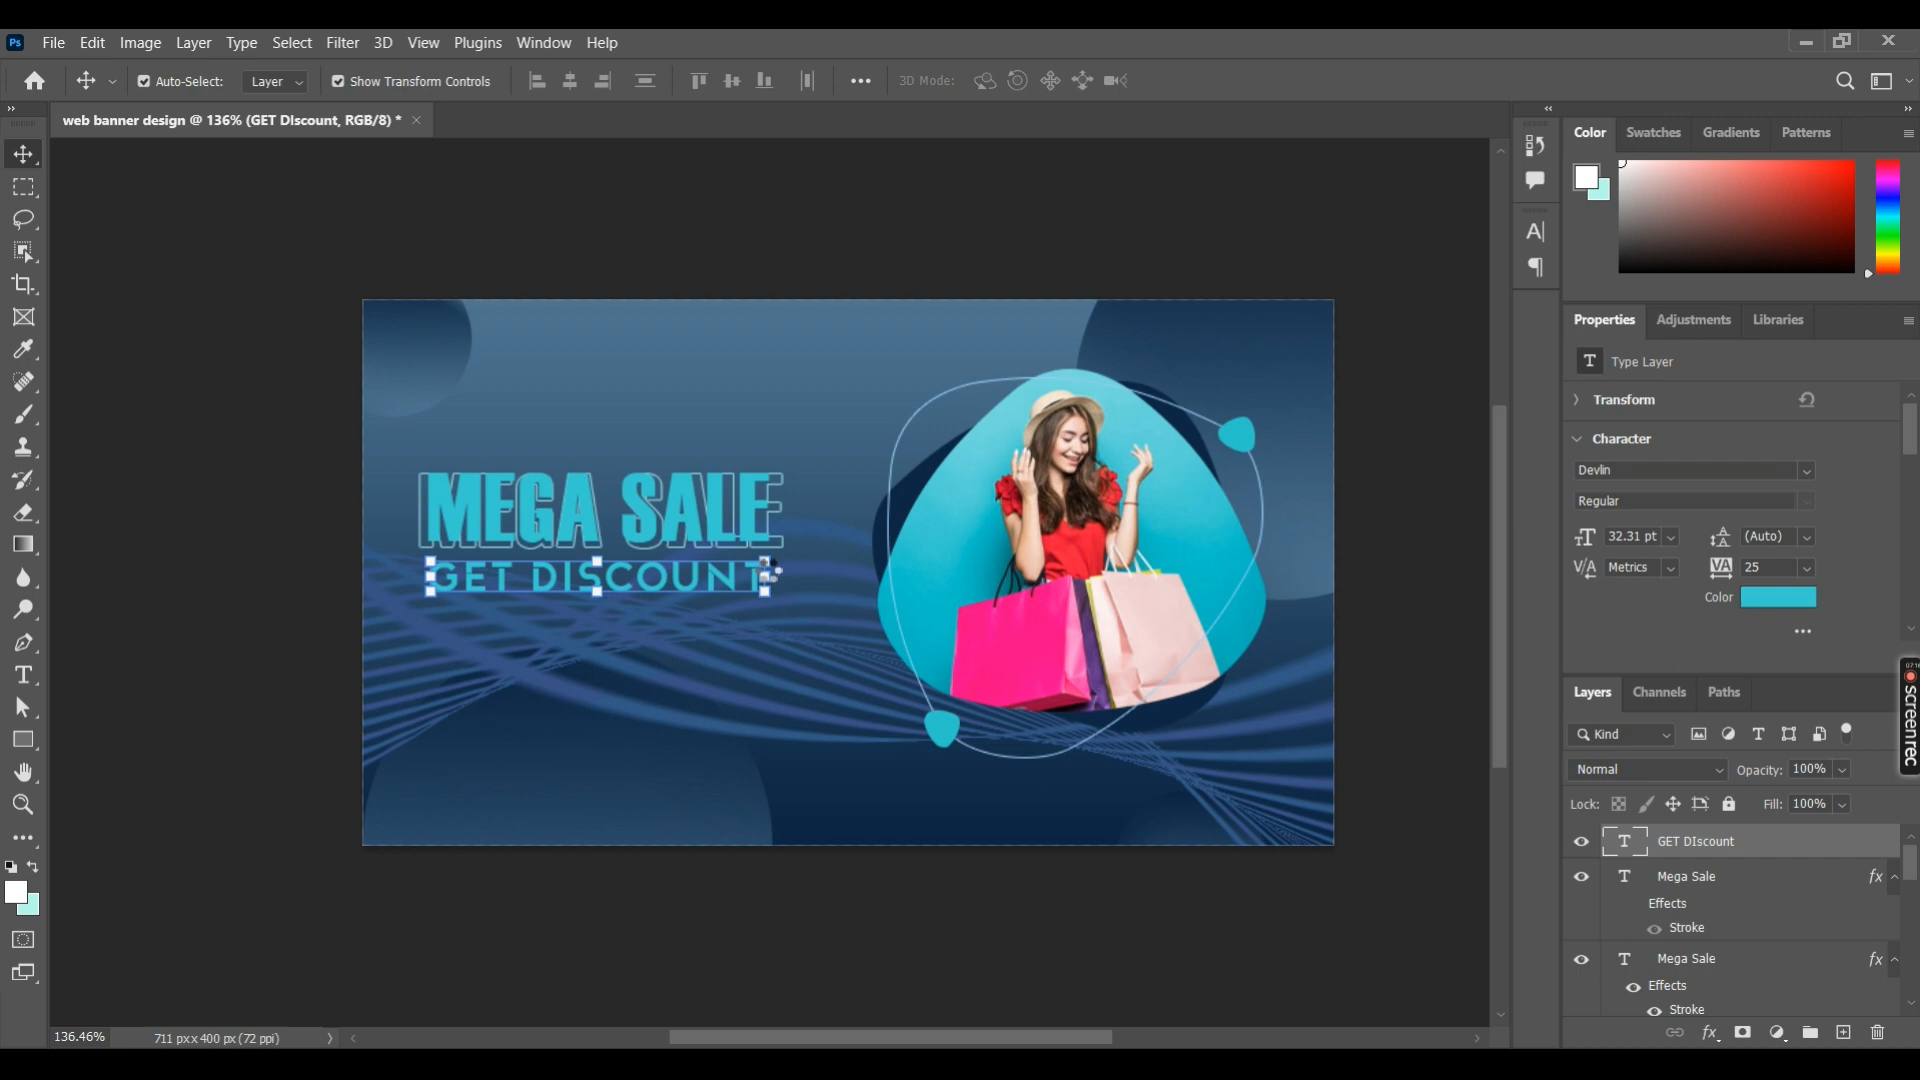 Ps File Edit Image Layer Type Select Filter 3D View Plugins Window Help
Auto-Select: Layer Show Transform Controls 3D Mode:
web banner design @ 136% (GET DIscount, RGB/8) *
MEGA SALE
GET DISCOUNT
136.46% 711 px x 400 px (72 ppi)
Color Swatches Gradients Patterns
Properties Adjustments Libraries
T Type Layer
Transform
Character
Devlin
Regular
32.31 pt (Auto)
Metrics 25
Color
Layers Channels Paths
Kind
Normal Opacity: 100%
Lock: Fill: 100%
T GET DIscount
T Mega Sale fx
Effects
Stroke
T Mega Sale fx
Effects
Stroke
fx
screenrec